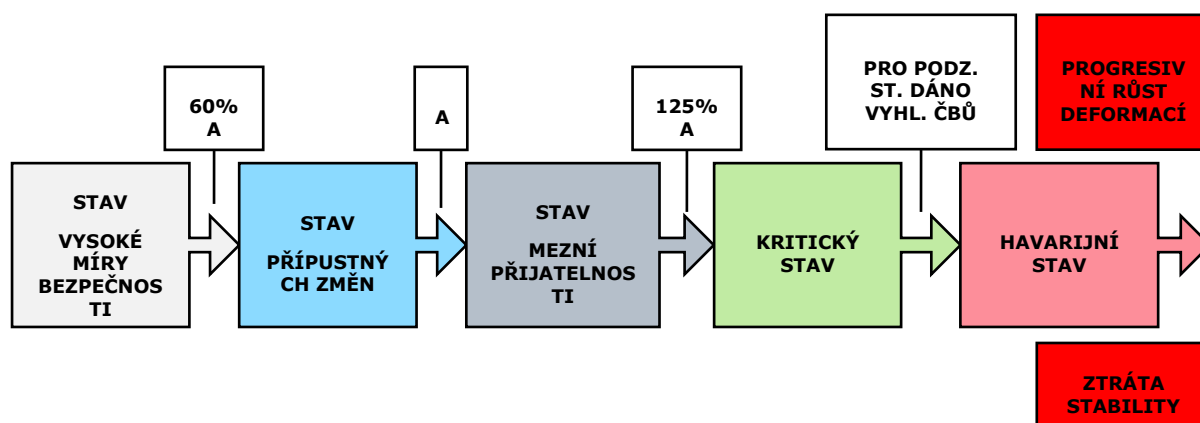 60%
A
A
125%
A
PRO PODZ.
ST. DÁNO
VYHL. ČBÚ
PROGRESIV
NÍ RŮST
DEFORMACÍ
STAV
VYSOKÉ
MÍRY
BEZPEČNOS
TI
STAV
PŘÍPUSTNÝ
CH ZMĚN
STAV
MEZNÍ
PŘIJATELNOS
TI
KRITICKÝ
STAV
HAVARIJNÍ
STAV
ZTRÁTA
STABILITY